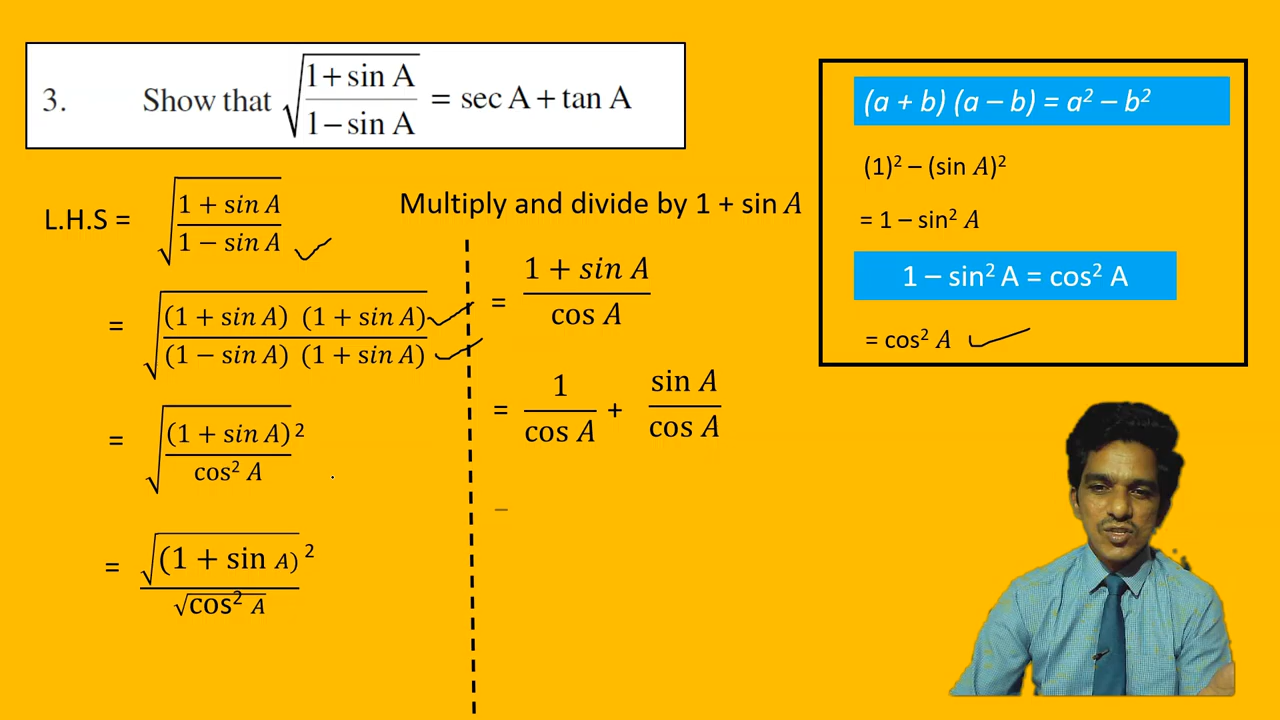 3. Show that √((1 + sin A)/(1 – sin A)) = sec A + tan A
L.H.S = √((1 + sin A)/(1 − sin A))
Multiply and divide by 1 + sin A
= √((1 + sin A) (1 + sin A)/(1 − sin A) (1 + sin A))
= √((1 + sin A)²/cos² A)
= √(1 + sin A)²/√cos² A
= (1 + sin A)/cos A
= 1/cos A + sin A/cos A
(a + b) (a – b) = a² – b²
(1)² – (sin A)²
= 1 – sin² A
1 – sin² A = cos² A
= cos² A